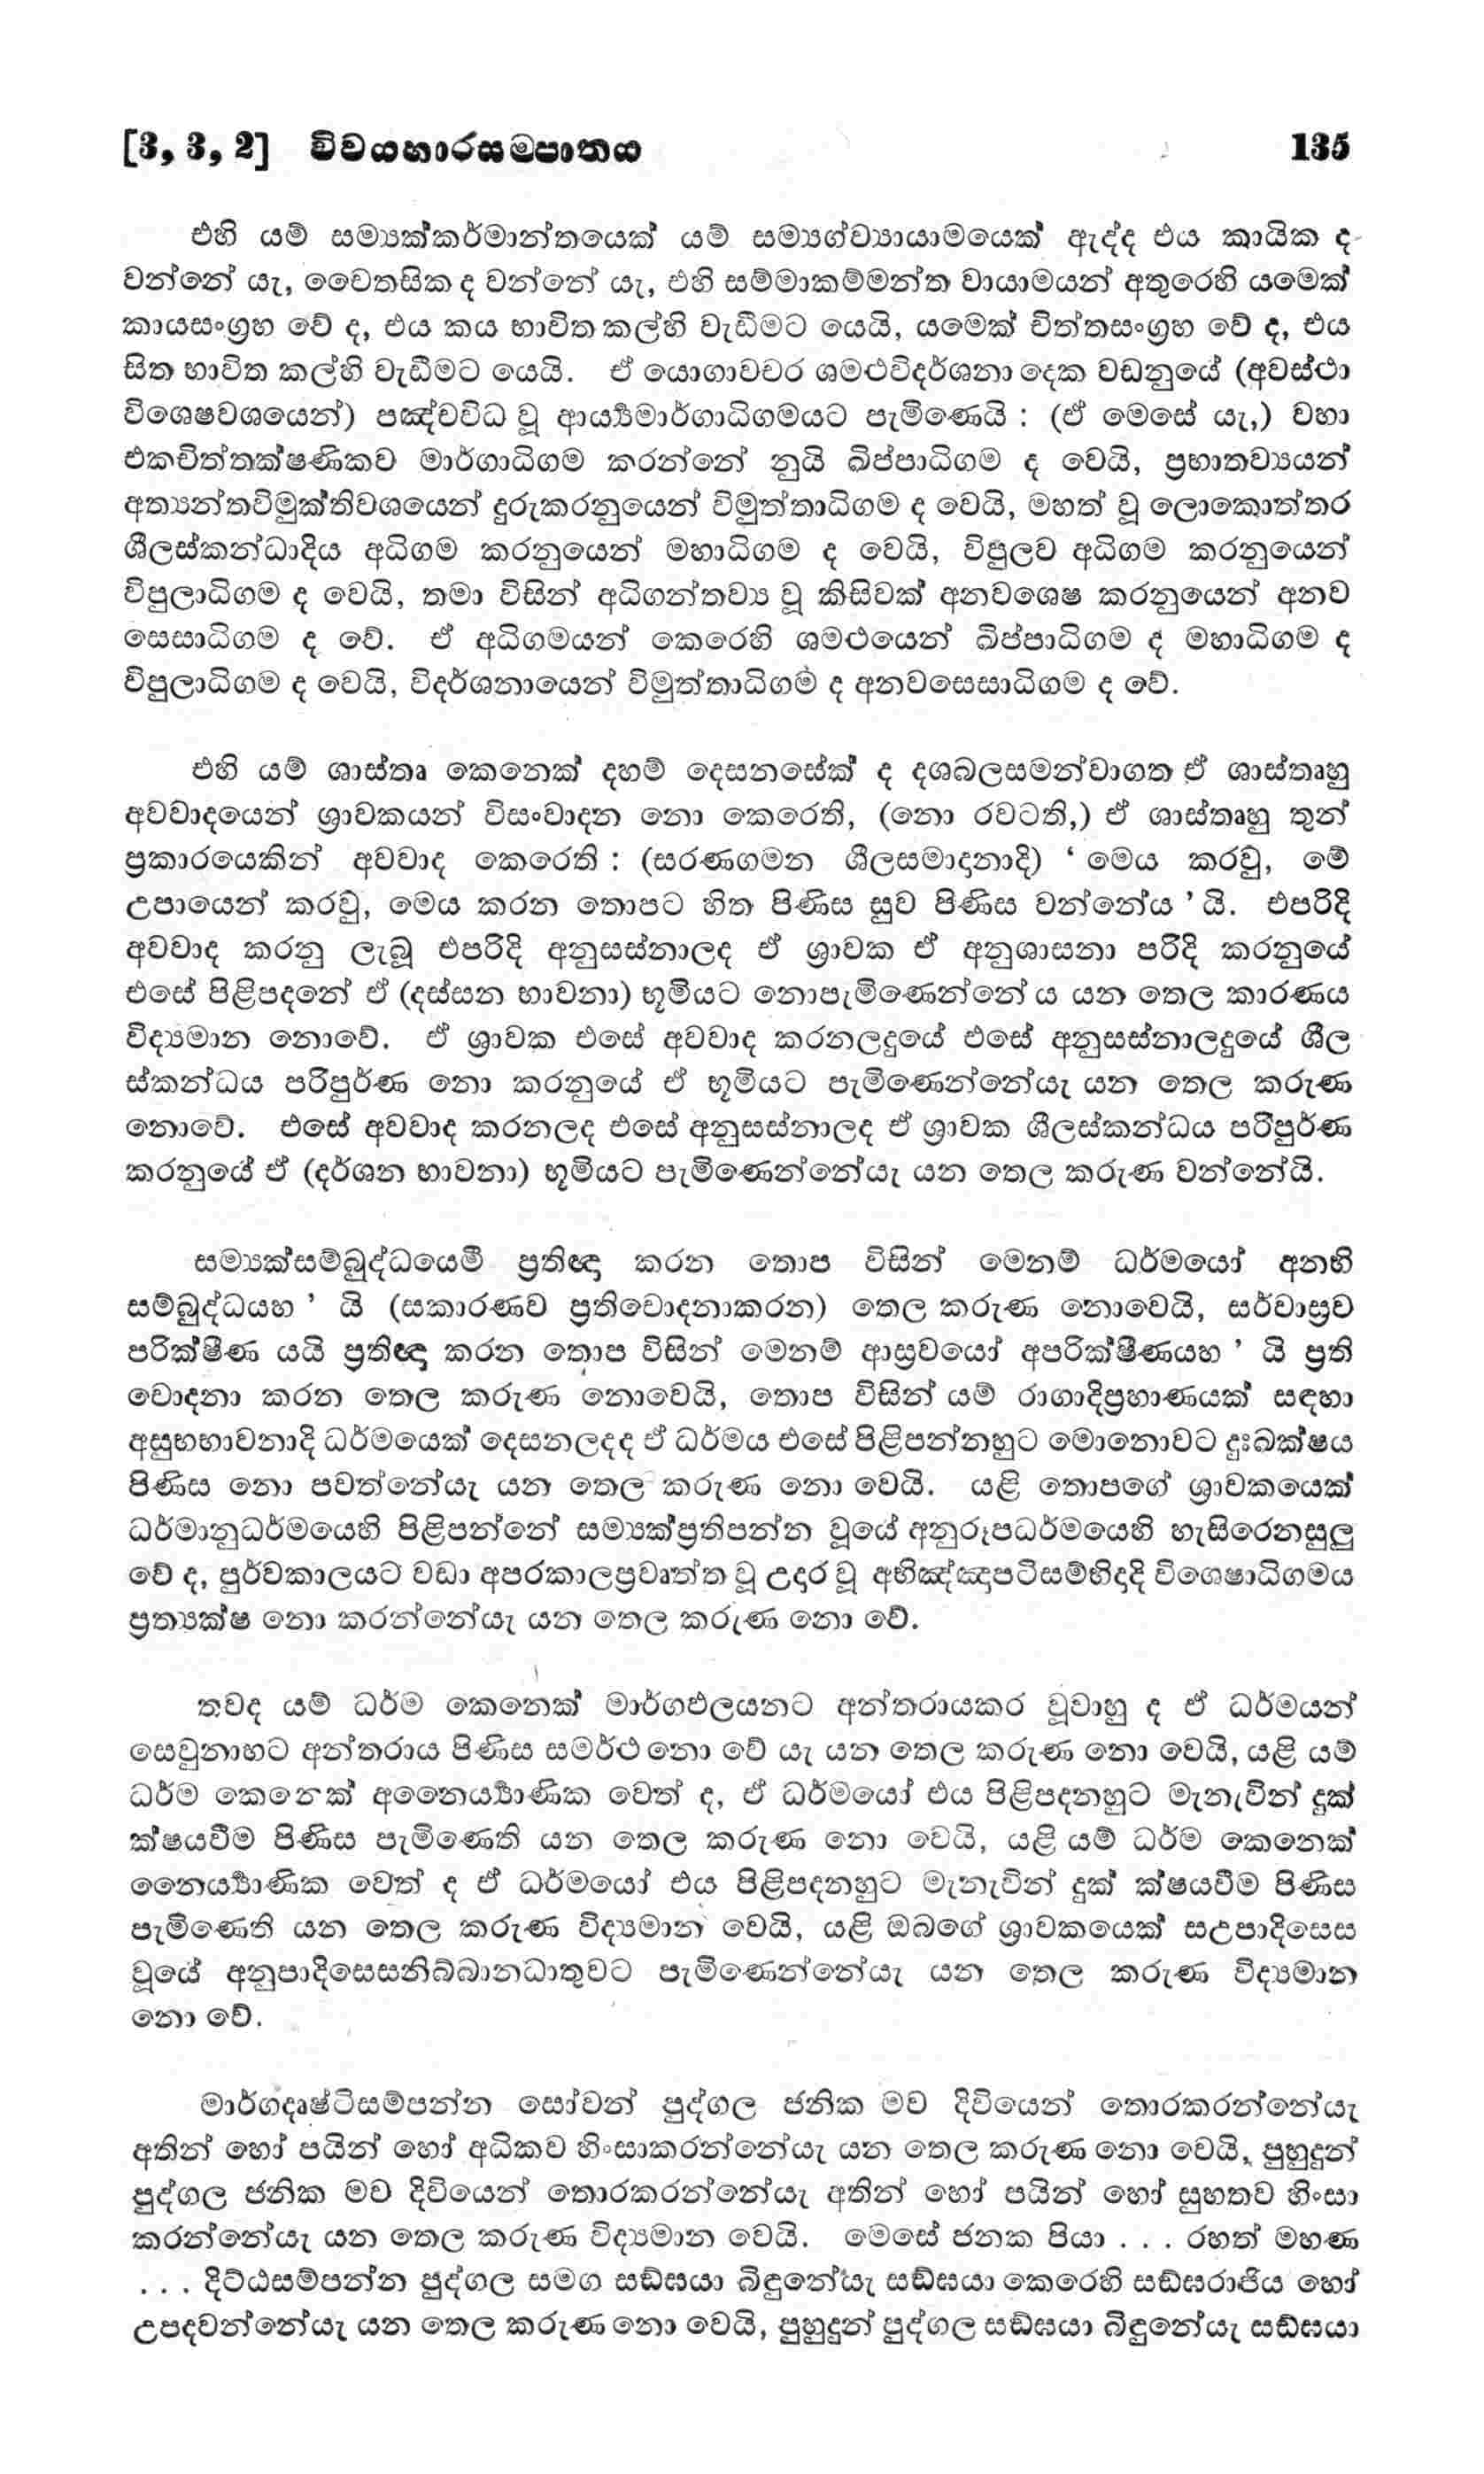 [3, 3, 2] විචයහාරසම්පාතය 135
එහි යම් සම්‍යක්කර්මාන්තයෙක් යම් සම්‍යග්ව්‍යායාමයෙක් ඇද්ද එය කායික ද
වන්නේ යැ, චෛතසික ද වන්නේ යැ, එහි සම්මාකම්මන්ත වායාමයන් අතුරෙහි යමෙක්
කායසංග්‍රහ වේ ද, එය කය භාවිත කල්හි වැඩීමට යෙයි, යමෙක් චිත්තසංග්‍රහ වේ ද, එය
සිත භාවිත කල්හි වැඩීමට යෙයි. ඒ යොගාවචර ශමථවිදර්ශනා දෙක වඩනුයේ (අවස්ථා
විශෙෂවශයෙන්) පඤ්චවිධ වූ ආර්‍ය්‍යමාර්ගාධිගමයට පැමිණෙයි : (ඒ මෙසේ යැ,) වහා
එකචිත්තක්ෂණිකව මාර්ගාධිගම කරන්නේ නුයි ඛිප්පාධිගම ද වෙයි, ප්‍රහාතව්‍යයන්
අත්‍යන්තවිමුක්තිවශයෙන් දුරුකරනුයෙන් විමුත්තාධිගම ද වෙයි, මහත් වූ ලොකොත්තර
ශීලස්කන්ධාදිය අධිගම කරනුයෙන් මහාධිගම ද වෙයි, විපුලව අධිගම කරනුයෙන්
විපුලාධිගම ද වෙයි, තමා විසින් අධිගන්තව්‍ය වූ කිසිවක් අනවශෙෂ කරනුයෙන් අනව
සෙසාධිගම ද වේ. ඒ අධිගමයන් කෙරෙහි ශමථයෙන් ඛිප්පාධිගම ද මහාධිගම ද
විපුලාධිගම ද වෙයි, විදර්ශනායෙන් විමුත්තාධිගම ද අනවසෙසාධිගම ද වේ.
එහි යම් ශාස්තෘ කෙනෙක් දහම් දෙසනසේක් ද දශබලසමන්වාගත ඒ ශාස්තෘහු
අවවාදයෙන් ශ්‍රාවකයන් විසංවාදන නො කෙරෙති, (නො රවටති,) ඒ ශාස්තෘහු තුන්
ප්‍රකාරයෙකින් අවවාද කෙරෙති : (සරණගමන ශීලසමාදානාදි) ‘ මෙය කරවු, මේ
උපායෙන් කරවු, මෙය කරන තොපට හිත පිණිස සුව පිණිස වන්නේය ’ යි. එපරිදි
අවවාද කරනු ලැබූ එපරිදි අනුසස්නාලද ඒ ශ්‍රාවක ඒ අනුශාසනා පරිදි කරනුයේ
එසේ පිළිපදනේ ඒ (දස්සන භාවනා) භූමියට නොපැමිණෙන්නේ ය යන තෙල කාරණය
විද්‍යමාන නොවේ. ඒ ශ්‍රාවක එසේ අවවාද කරනලදුයේ එසේ අනුසස්නාලදුයේ ශීල
ස්කන්ධය පරිපුර්ණ නො කරනුයේ ඒ භූමියට පැමිණෙන්නේයැ යන තෙල කරුණ
නොවේ. එසේ අවවාද කරනලද එසේ අනුසස්නාලද ඒ ශ්‍රාවක ශීලස්කන්ධය පරිපුර්ණ
කරනුයේ ඒ (දර්ශන භාවනා) භූමියට පැමිණෙන්නේයැ යන තෙල කරුණ වන්නේයි.
සම්‍යක්සම්බුද්ධයෙමි ප්‍රතිඥා කරන තොප විසින් මෙනම් ධර්මයෝ අනභි
සම්බුද්ධයහ ’ යි (සකාරණව ප්‍රතිචොදනාකරන) තෙල කරුණ නොවෙයි, සර්වාස්‍රව
පරික්ෂීණ යයි ප්‍රතිඥා කරන තොප විසින් මෙනම් ආස්‍රවයෝ අපරික්ෂීණයහ ’ යි ප්‍රති
චොදනා කරන තෙල කරුණ නොවෙයි, තොප විසින් යම් රාගාදිප්‍රහාණයක් සඳහා
අසුභභාවනාදි ධර්මයෙක් දෙසනලදද ඒ ධර්මය එසේ පිළිපන්නහුට මොනොවට දුඃඛක්ෂය
පිණිස නො පවත්නේයැ යන තෙල කරුණ නො වෙයි. යළි තොපගේ ශ්‍රාවකයෙක්
ධර්මානුධර්මයෙහි පිළිපන්නේ සම්‍යක්ප්‍රතිපන්න වූයේ අනුරූපධර්මයෙහි හැසිරෙනසුලු
වේ ද, පුර්වකාලයට වඩා අපරකාලප්‍රවෘත්ත වූ උදාර වූ අභිඤ්ඤාපටිසම්භිදාදි විශෙෂාධිගමය
ප්‍රත්‍යක්ෂ නො කරන්නේයැ යන තෙල කරුණ නො වේ.
තවද යම් ධර්ම කෙනෙක් මාර්ගඵලයනට අන්තරායකර වූවාහු ද ඒ ධර්මයන්
සෙවුනාහට අන්තරාය පිණිස සමර්ථ නො වේ යැ යන තෙල කරුණ නො වෙයි, යළි යම්
ධර්ම කෙනෙක් අනෛර්‍ය්‍යාණික වෙත් ද, ඒ ධර්මයෝ එය පිළිපදනහුට මැනැවින් දුක්
ක්ෂයවීම පිණිස පැමිණෙති යන තෙල කරුණ නො වෙයි, යළි යම් ධර්ම කෙනෙක්
නෛර්‍ය්‍යාණික වෙත් ද ඒ ධර්මයෝ එය පිළිපදනහුට මැනැවින් දුක් ක්ෂයවීම පිණිස
පැමිණෙති යන තෙල කරුණ විද්‍යමාන වෙයි, යළි ඔබගේ ශ්‍රාවකයෙක් සඋපාදිසෙස
වූයේ අනුපාදිසෙසනිබ්බානධාතුවට පැමිණෙන්නේයැ යන තෙල කරුණ විද්‍යමාන
නො වේ.
මාර්ගදෘෂ්ටිසම්පන්න සෝවන් පුද්ගල ජනික මව දිවියෙන් තොරකරන්නේයැ
අතින් හෝ පයින් හෝ අධිකව හිංසාකරන්නේයැ යන තෙල කරුණ නො වෙයි, පුහුදුන්
පුද්ගල ජනික මව දිවියෙන් තොරකරන්නේයැ අතින් හෝ පයින් හෝ සුහතව හිංසා
කරන්නේයැ යන තෙල කරුණ විද්‍යමාන වෙයි. මෙසේ ජනක පියා . . . රහත් මහණ
. . . දිට්ඨසම්පන්න පුද්ගල සමග සඞ්ඝයා බිඳුනේයැ සඞ්ඝයා කෙරෙහි සඞ්ඝරාජිය හෝ
උපදවන්නේයැ යන තෙල කරුණ නො වෙයි, පුහුදුන් පුද්ගල සඞ්ඝයා බිඳුනේයැ සඞ්ඝයා